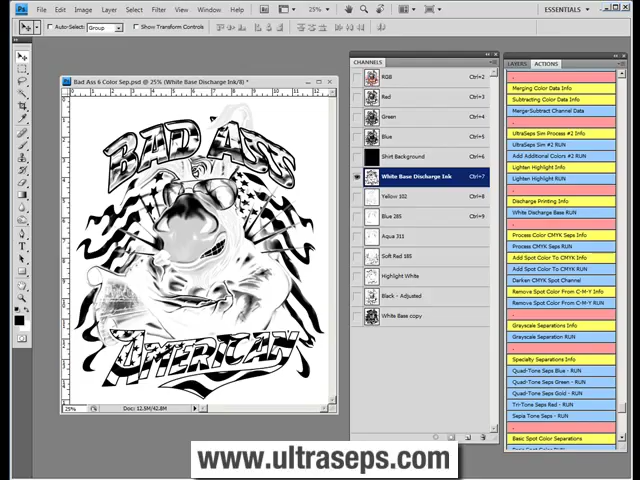 Ps
File Edit Image Layer Select Filter Analysis View Window Help
25%
ESSENTIALS
Auto-Select: Group
Show Transform Controls
Bad Ass 6 Color Sep.psd @ 25% (White Base Discharge Ink/8) *
BAD ASS
AMERICAN
25%
Doc: 12.5M/42.8M
CHANNELS
RGB Ctrl+2
Red Ctrl+3
Green Ctrl+4
Blue Ctrl+5
Shirt Background Ctrl+6
White Base Discharge Ink Ctrl+7
Yellow 102 Ctrl+8
Blue 285 Ctrl+9
Aqua 311
Soft Red 185
Highlight White
Black - Adjusted
White Base copy
LAYERS ACTIONS
Merging Color Data Info
Subtracting Color Data Info
Merge-Subtract Channel Data
UltraSeps Sim Process #2 Info
UltraSeps Sim #2 RUN
Add Additional Colors #2 RUN
Lighten Highlight Info
Lighten Highlight RUN
Discharge Printing Info
White Discharge Base RUN
Process Color CMYK Seps Info
Process CMYK Seps RUN
Add Spot Color To CMYK Info
Add Spot Color To CMYK RUN
Darken CMYK Spot Channel
Remove Spot Color From C-M-Y Info
Remove Spot Color From C-M-Y RUN
Grayscale Separations Info
Grayscale Separation RUN
Specialty Separations Info
Quad-Tone Seps Blue - RUN
Quad-Tone Seps Green - RUN
Quad-Tone Seps Gold - RUN
Tri-Tone Seps Red - RUN
Sepia Tone Seps - RUN
Basic Spot Color Separations
www.ultraseps.com